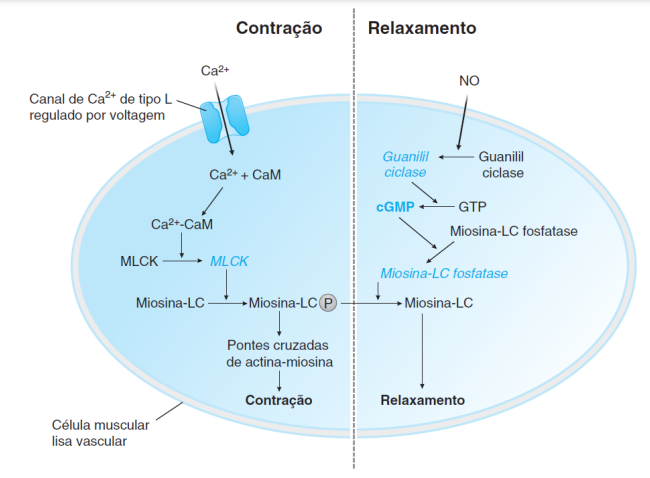 Contração
Relaxamento
Ca²⁺
Canal de Ca²⁺ de tipo L
regulado por voltagem
Ca²⁺ + CaM
Ca²⁺-CaM
MLCK
MLCK
Miosina-LC
Miosina-LC P
Pontes cruzadas
de actina-miosina
Contração
Célula muscular
lisa vascular
NO
Guanilil
ciclase
Guanilil
ciclase
cGMP
GTP
Miosina-LC fosfatase
Miosina-LC fosfatase
Miosina-LC
Relaxamento